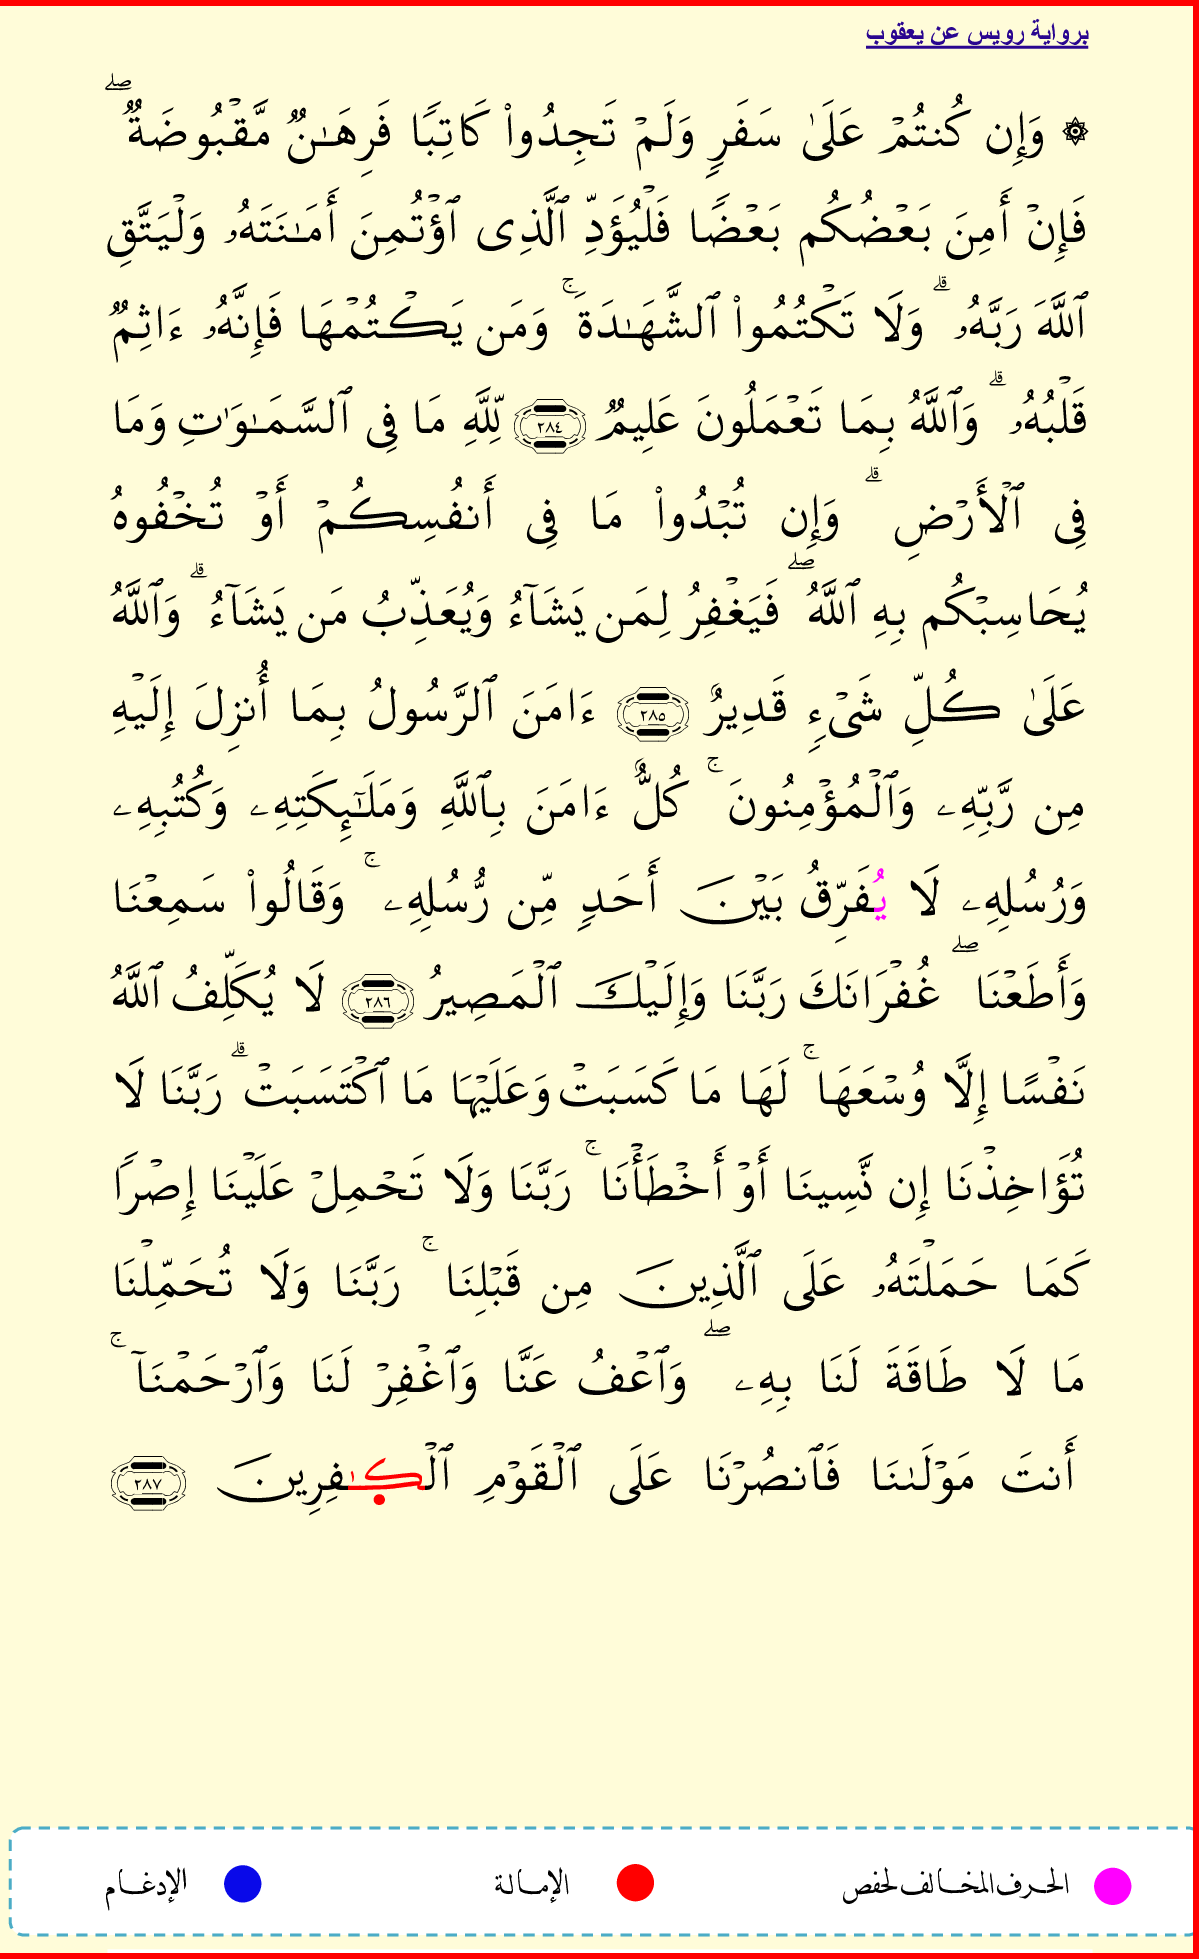 برواية رويس عن يعقوب
۞ وَإِن كُنتُمۡ عَلَىٰ سَفَرٖ وَلَمۡ تَجِدُواْ كَاتِبٗا فَرِهَٰنٞ مَّقۡبُوضَةٞۖ
فَإِنۡ أَمِنَ بَعۡضُكُم بَعۡضٗا فَلۡيُؤَدِّ ٱلَّذِى ٱؤۡتُمِنَ أَمَٰنَتَهُۥ وَلۡيَتَّقِ
ٱللَّهَ رَبَّهُۥۗ وَلَا تَكۡتُمُواْ ٱلشَّهَٰدَةَۚ وَمَن يَكۡتُمۡهَا فَإِنَّهُۥ ءَاثِمٞ
قَلۡبُهُۥۗ وَٱللَّهُ بِمَا تَعۡمَلُونَ عَلِيمٞ ٢٨٤ لِّلَّهِ مَا فِى ٱلسَّمَٰوَٰتِ وَمَا
فِى ٱلۡأَرۡضِۗ وَإِن تُبۡدُواْ مَا فِى أَنفُسِكُمۡ أَوۡ تُخۡفُوهُ
يُحَاسِبۡكُم بِهِ ٱللَّهُۖ فَيَغۡفِرُ لِمَن يَشَآءُ وَيُعَذِّبُ مَن يَشَآءُۗ وَٱللَّهُ
عَلَىٰ كُلِّ شَىۡءٖ قَدِيرٌ ٢٨٥ ءَامَنَ ٱلرَّسُولُ بِمَا أُنزِلَ إِلَيۡهِ
مِن رَّبِّهِۦ وَٱلۡمُؤۡمِنُونَۚ كُلٌّ ءَامَنَ بِٱللَّهِ وَمَلَٰٓئِكَتِهِۦ وَكُتُبِهِۦ
وَرُسُلِهِۦ لَا يُفَرِّقُ بَيۡنَ أَحَدٖ مِّن رُّسُلِهِۦۚ وَقَالُواْ سَمِعۡنَا
وَأَطَعۡنَاۖ غُفۡرَانَكَ رَبَّنَا وَإِلَيۡكَ ٱلۡمَصِيرُ ٢٨٦ لَا يُكَلِّفُ ٱللَّهُ
نَفۡسًا إِلَّا وُسۡعَهَاۚ لَهَا مَا كَسَبَتۡ وَعَلَيۡهَا مَا ٱكۡتَسَبَتۡۗ رَبَّنَا لَا
تُؤَاخِذۡنَا إِن نَّسِينَا أَوۡ أَخۡطَأۡنَاۚ رَبَّنَا وَلَا تَحۡمِلۡ عَلَيۡنَا إِصۡرٗا
كَمَا حَمَلۡتَهُۥ عَلَى ٱلَّذِينَ مِن قَبۡلِنَاۚ رَبَّنَا وَلَا تُحَمِّلۡنَا
مَا لَا طَاقَةَ لَنَا بِهِۦۖ وَٱعۡفُ عَنَّا وَٱغۡفِرۡ لَنَا وَٱرۡحَمۡنَآۚ
أَنتَ مَوۡلَىٰنَا فَٱنصُرۡنَا عَلَى ٱلۡقَوۡمِ ٱلۡكَٰفِرِينَ ٢٨٧
الحرف المخالف لحفص الإمالة الإدغام